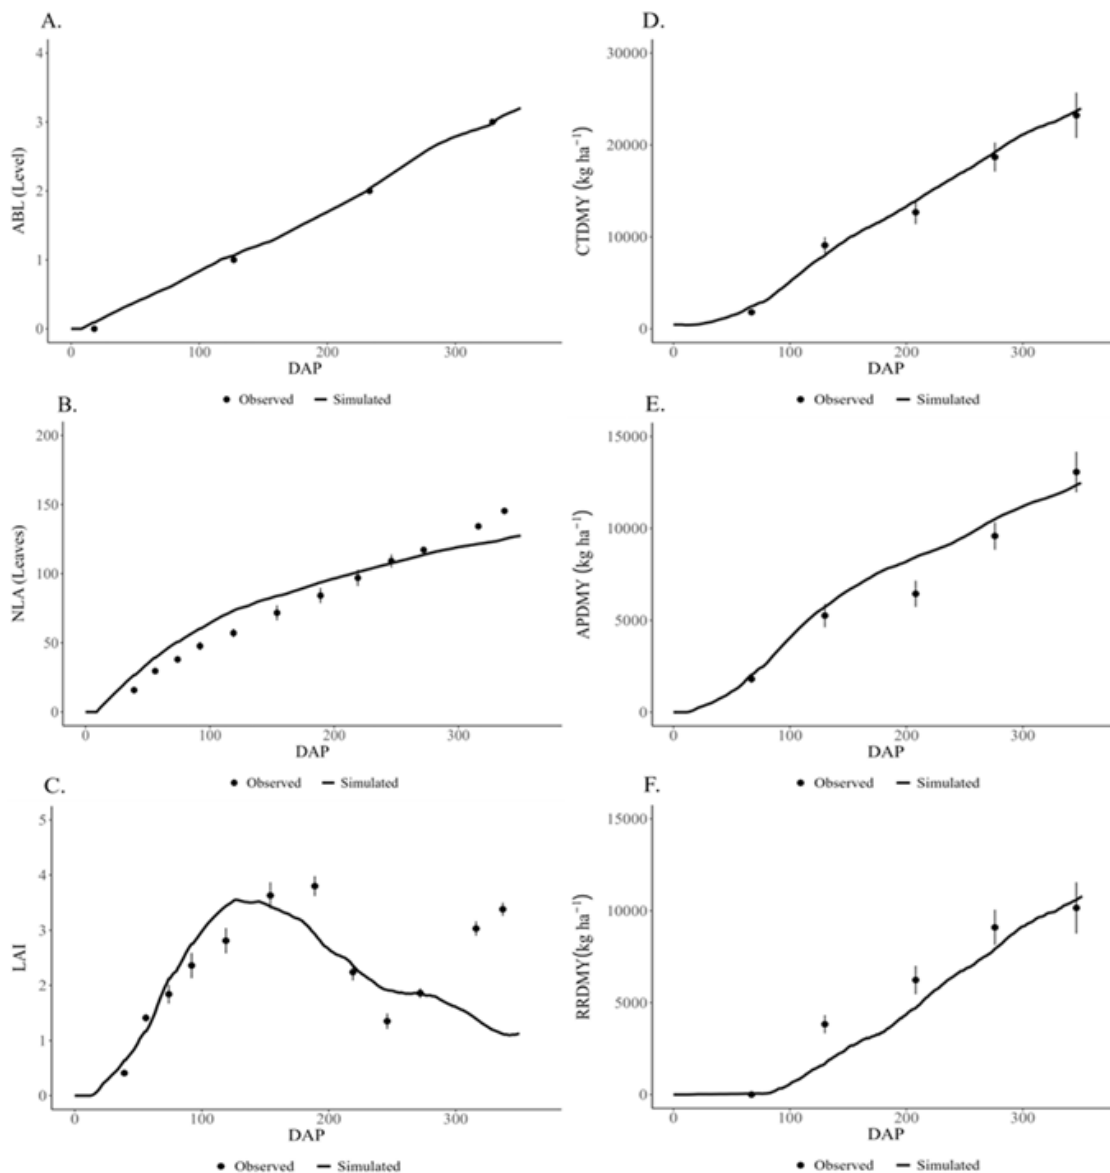 A.
4
3
2
1
0
ABL (Level)
0 100 200 300
DAP
Observed Simulated
B.
200
150
100
50
0
NLA (Leaves)
0 100 200 300
DAP
Observed Simulated
C.
5
4
3
2
1
0
LAI
0 100 200 300
DAP
Observed Simulated
D.
30000
20000
10000
0
CTDMY (kg ha⁻¹)
0 100 200 300
DAP
Observed Simulated
E.
15000
10000
5000
0
APDMY (kg ha⁻¹)
0 100 200 300
DAP
Observed Simulated
F.
15000
10000
5000
0
RRDMY(kg ha⁻¹)
0 100 200 300
DAP
Observed Simulated